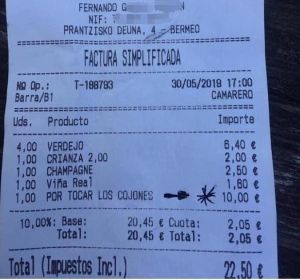 FERNANDO G
NIF:
PRANTZISKO DEUNA, 4 - BERMEO
FACTURA SIMPLIFICADA
Nº Op.: T-188793 30/05/2019 17:00
Barra/B1 CAMARERO
Uds. Producto Importe
4,00 VERDEJO 6,40 €
1,00 CRIANZA 2,00 2,00 €
1,00 CHAMPAGNE 2,50 €
1,00 Viña Real 1,60 €
1,00 POR TOCAR LOS COJONES 10,00 €
10,00% Base: 20,45 € Cuota: 2,05 €
Total: 20,45 € Total: 2,05 €
Total (Impuestos Incl.) 22,50 €